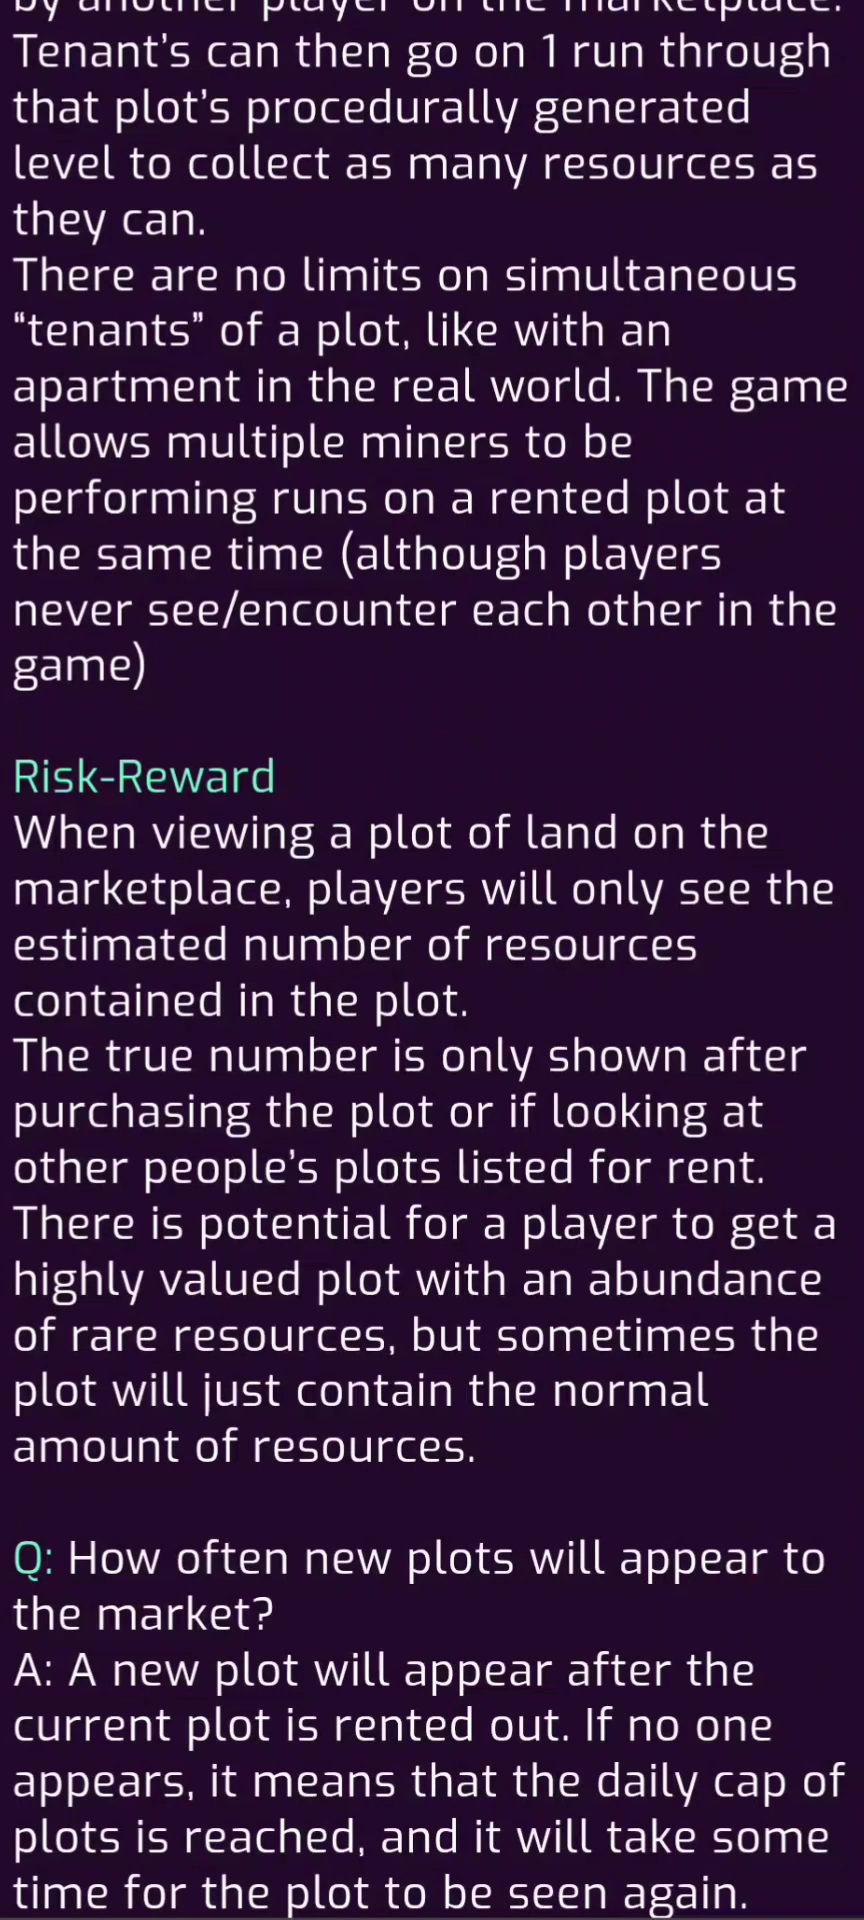 by another player on the marketplace.
Tenant's can then go on 1 run through
that plot's procedurally generated
level to collect as many resources as
they can.
There are no limits on simultaneous
“tenants” of a plot, like with an
apartment in the real world. The game
allows multiple miners to be
performing runs on a rented plot at
the same time (although players
never see/encounter each other in the
game)
Risk-Reward
When viewing a plot of land on the
marketplace, players will only see the
estimated number of resources
contained in the plot.
The true number is only shown after
purchasing the plot or if looking at
other people's plots listed for rent.
There is potential for a player to get a
highly valued plot with an abundance
of rare resources, but sometimes the
plot will just contain the normal
amount of resources.
Q: How often new plots will appear to
the market?
A: A new plot will appear after the
current plot is rented out. If no one
appears, it means that the daily cap of
plots is reached, and it will take some
time for the plot to be seen again.